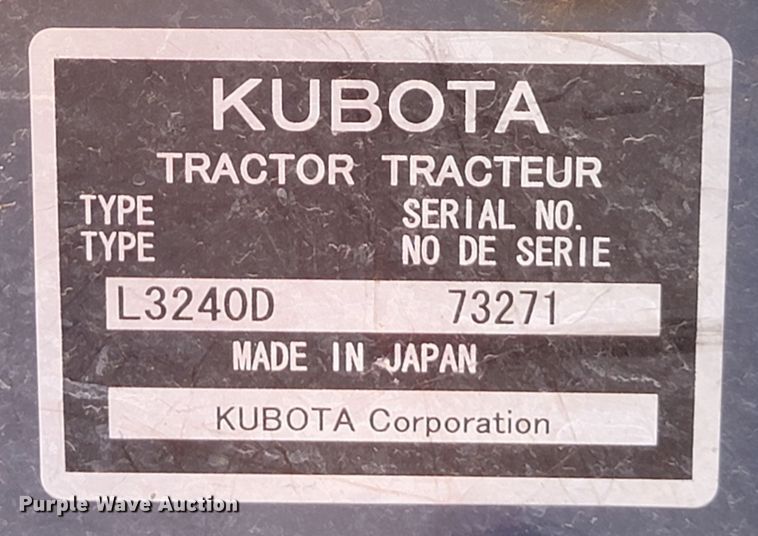 KUBOTA
TRACTOR TRACTEUR
TYPE SERIAL NO.
TYPE NO DE SERIE
L3240D 73271
MADE IN JAPAN
KUBOTA Corporation
Purple Wave Auction